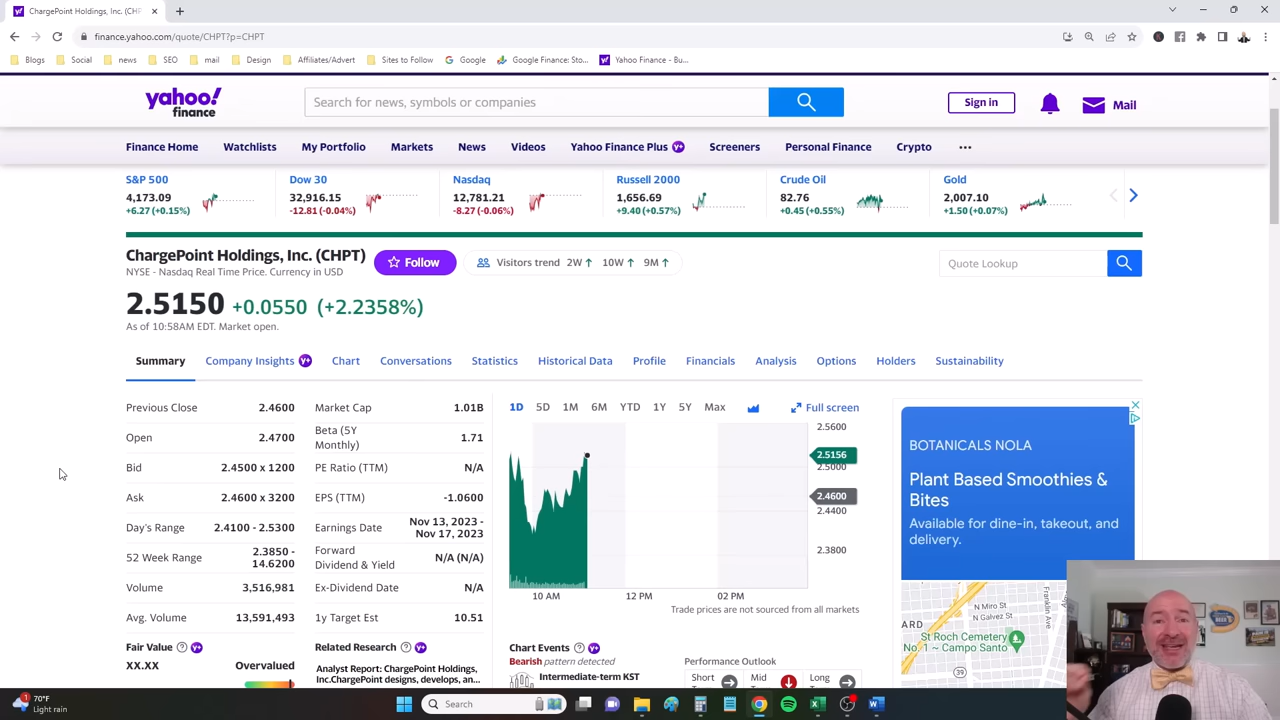 ChargePoint Holdings, Inc. (CHP
finance.yahoo.com/quote/CHPT?p=CHPT
Blogs Social news SEO mail Design Affiliates/Advert Sites to Follow Google Google Finance: Sto... Yahoo Finance - Bu...
yahoo!
finance
Search for news, symbols or companies
Sign in
Mail
Finance Home Watchlists My Portfolio Markets News Videos Yahoo Finance Plus Y+ Screeners Personal Finance Crypto ...
S&P 500 Dow 30 Nasdaq Russell 2000 Crude Oil Gold
4,173.09 32,916.15 12,781.21 1,656.69 82.76 2,007.10
+6.27 (+0.15%) -12.81 (-0.04%) -8.27 (-0.06%) +9.40 (+0.57%) +0.45 (+0.55%) +1.50 (+0.07%)
ChargePoint Holdings, Inc. (CHPT)
NYSE - Nasdaq Real Time Price. Currency in USD
Follow
Visitors trend 2W↑ 10W↑ 9M↑
Quote Lookup
2.5150 +0.0550 (+2.2358%)
As of 10:58AM EDT. Market open.
Summary Company Insights Y+ Chart Conversations Statistics Historical Data Profile Financials Analysis Options Holders Sustainability
Previous Close 2.4600
Open 2.4700
Bid 2.4500 x 1200
Ask 2.4600 x 3200
Day's Range 2.4100 - 2.5300
52 Week Range 2.3850 -
14.6200
Volume 3,516,981
Avg. Volume 13,591,493
Fair Value
XX.XX Overvalued
Market Cap 1.01B
Beta (5Y
Monthly) 1.71
PE Ratio (TTM) N/A
EPS (TTM) -1.0600
Earnings Date Nov 13, 2023 -
Nov 17, 2023
Forward
Dividend & Yield N/A (N/A)
Ex-Dividend Date N/A
1y Target Est 10.51
Related Research
Analyst Report: ChargePoint Holdings,
Inc.ChargePoint designs, develops, an...
1D 5D 1M 6M YTD 1Y 5Y Max Full screen
2.5600
2.5156
2.5000
2.4600
2.4400
2.3800
10 AM 12 PM 02 PM
Trade prices are not sourced from all markets
Chart Events
Bearish pattern detected
Intermediate-term KST
Performance Outlook
Short Mid Long
T
BOTANICALS NOLA
Plant Based Smoothies &
Bites
Available for dine-in, takeout, and
delivery.
N Miro St
N Galvez St
ARD
St Roch Cemetery
No. 1 ~ Campo Santo
Franklin Ave
39
70°F
Light rain
Search